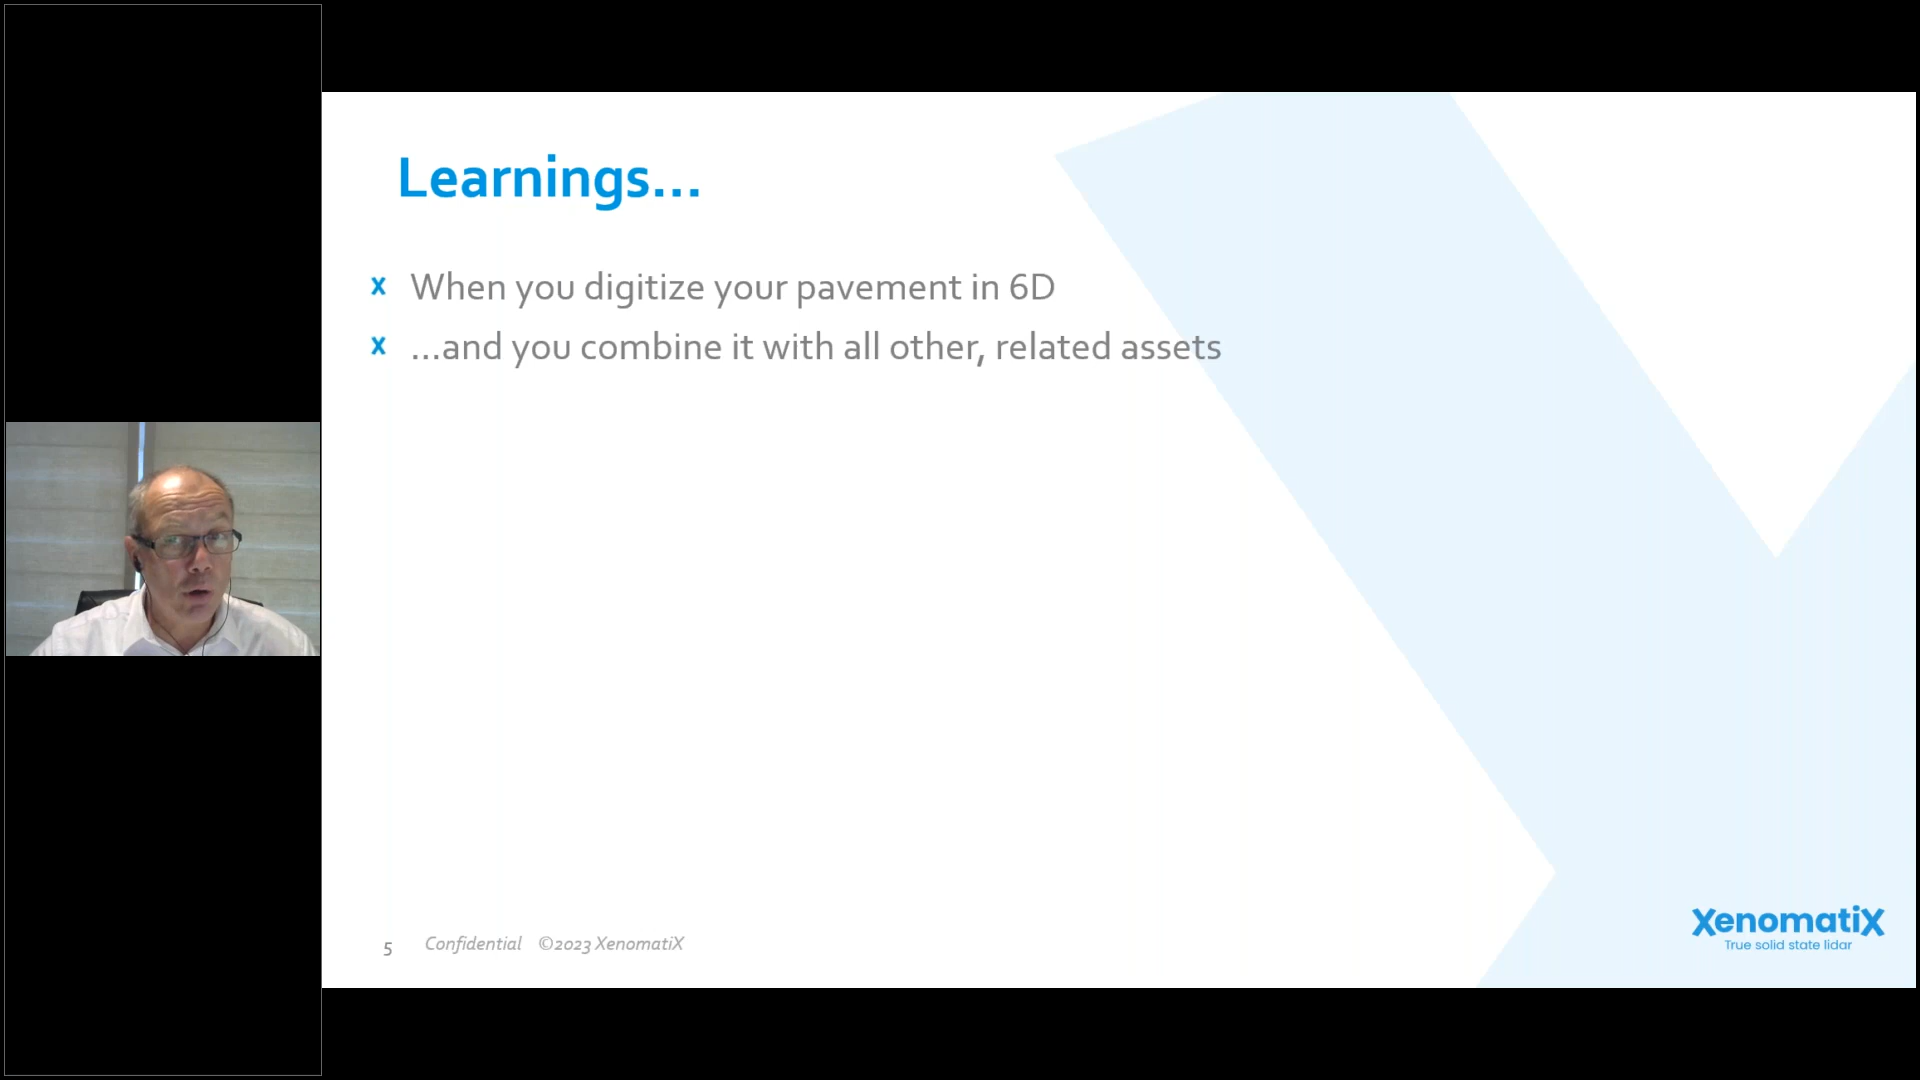 Learnings...
x When you digitize your pavement in 6D
x ...and you combine it with all other, related assets
5 Confidential ©2023 XenomatiX
XenomatiX
True solid state lidar